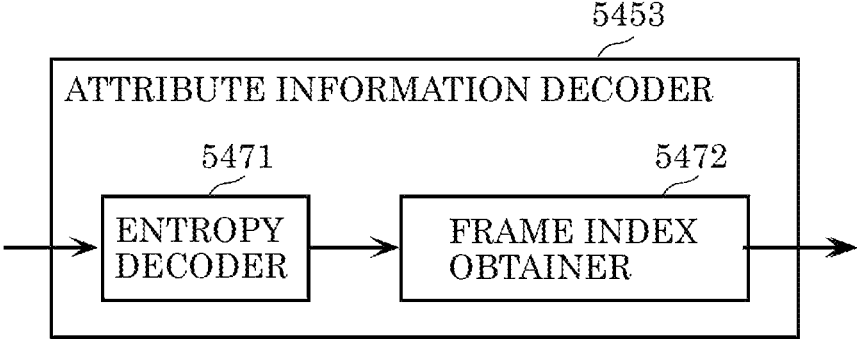 5453
ATTRIBUTE INFORMATION DECODER
5471
5472
ENTROPY
DECODER
FRAME INDEX
OBTAINER